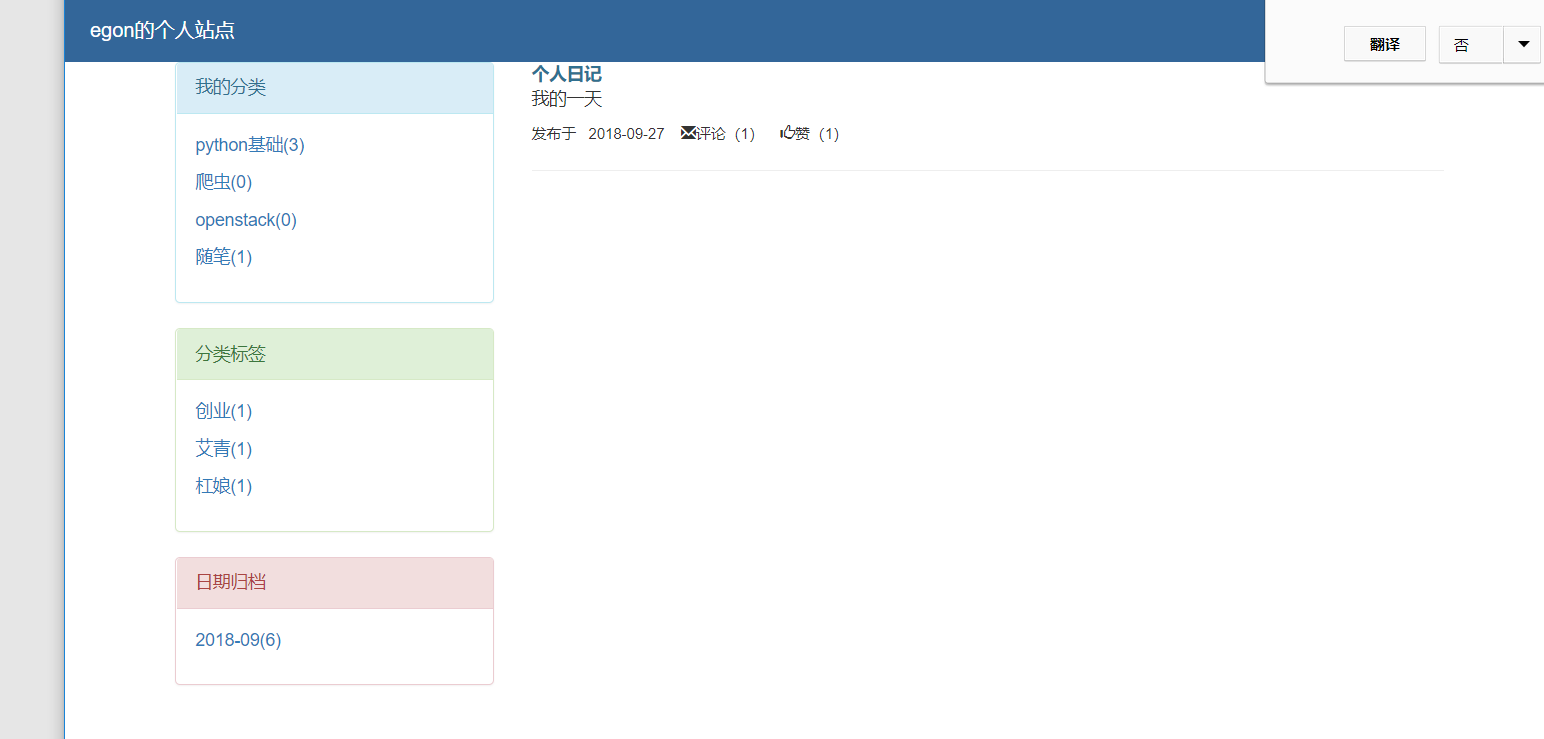 egon的个人站点
翻译
否
我的分类
python基础(3)
爬虫(0)
openstack(0)
随笔(1)
分类标签
创业(1)
艾青(1)
杠娘(1)
日期归档
2018-09(6)
个人日记
我的一天
发布于 2018-09-27 评论（1） 赞（1）